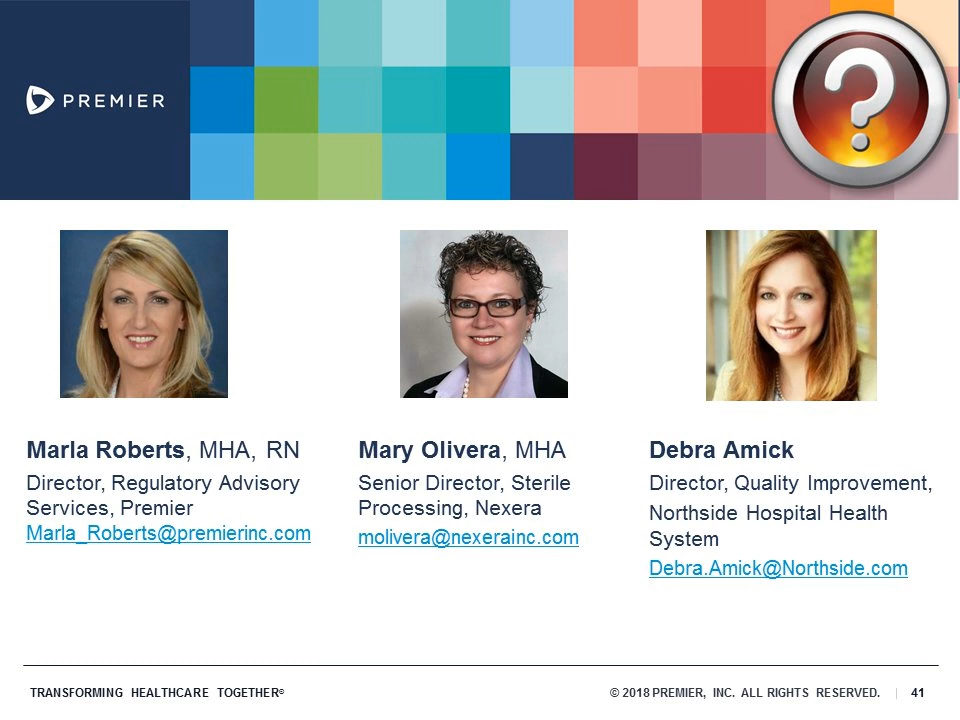 PREMIER
Marla Roberts, MHA, RN
Director, Regulatory Advisory
Services, Premier
Marla_Roberts@premierinc.com
Mary Olivera, MHA
Senior Director, Sterile
Processing, Nexera
molivera@nexerainc.com
Debra Amick
Director, Quality Improvement,
Northside Hospital Health
System
Debra.Amick@Northside.com
TRANSFORMING HEALTHCARE TOGETHER®
© 2018 PREMIER, INC. ALL RIGHTS RESERVED. | 41